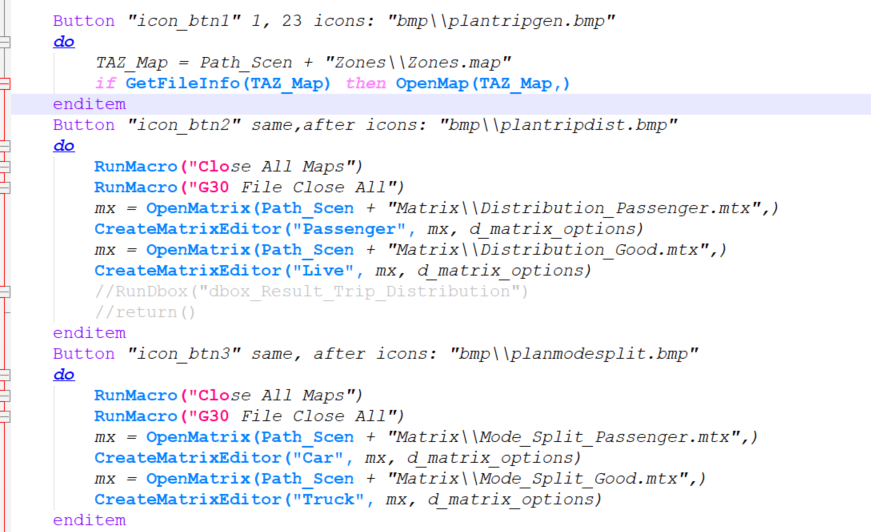 Button "icon_btn1" 1, 23 icons: "bmp\\plantripgen.bmp"
do
TAZ_Map = Path_Scen + "Zones\\Zones.map"
if GetFileInfo(TAZ_Map) then OpenMap(TAZ_Map,)
enditem
Button "icon_btn2" same,after icons: "bmp\\plantripdist.bmp"
do
RunMacro("Close All Maps")
RunMacro("G30 File Close All")
mx = OpenMatrix(Path_Scen + "Matrix\\Distribution_Passenger.mtx",)
CreateMatrixEditor("Passenger", mx, d_matrix_options)
mx = OpenMatrix(Path_Scen + "Matrix\\Distribution_Good.mtx",)
CreateMatrixEditor("Live", mx, d_matrix_options)
//RunDbox("dbox_Result_Trip_Distribution")
//return()
enditem
Button "icon_btn3" same, after icons: "bmp\\planmodesplit.bmp"
do
RunMacro("Close All Maps")
RunMacro("G30 File Close All")
mx = OpenMatrix(Path_Scen + "Matrix\\Mode_Split_Passenger.mtx",)
CreateMatrixEditor("Car", mx, d_matrix_options)
mx = OpenMatrix(Path_Scen + "Matrix\\Mode_Split_Good.mtx",)
CreateMatrixEditor("Truck", mx, d_matrix_options)
enditem